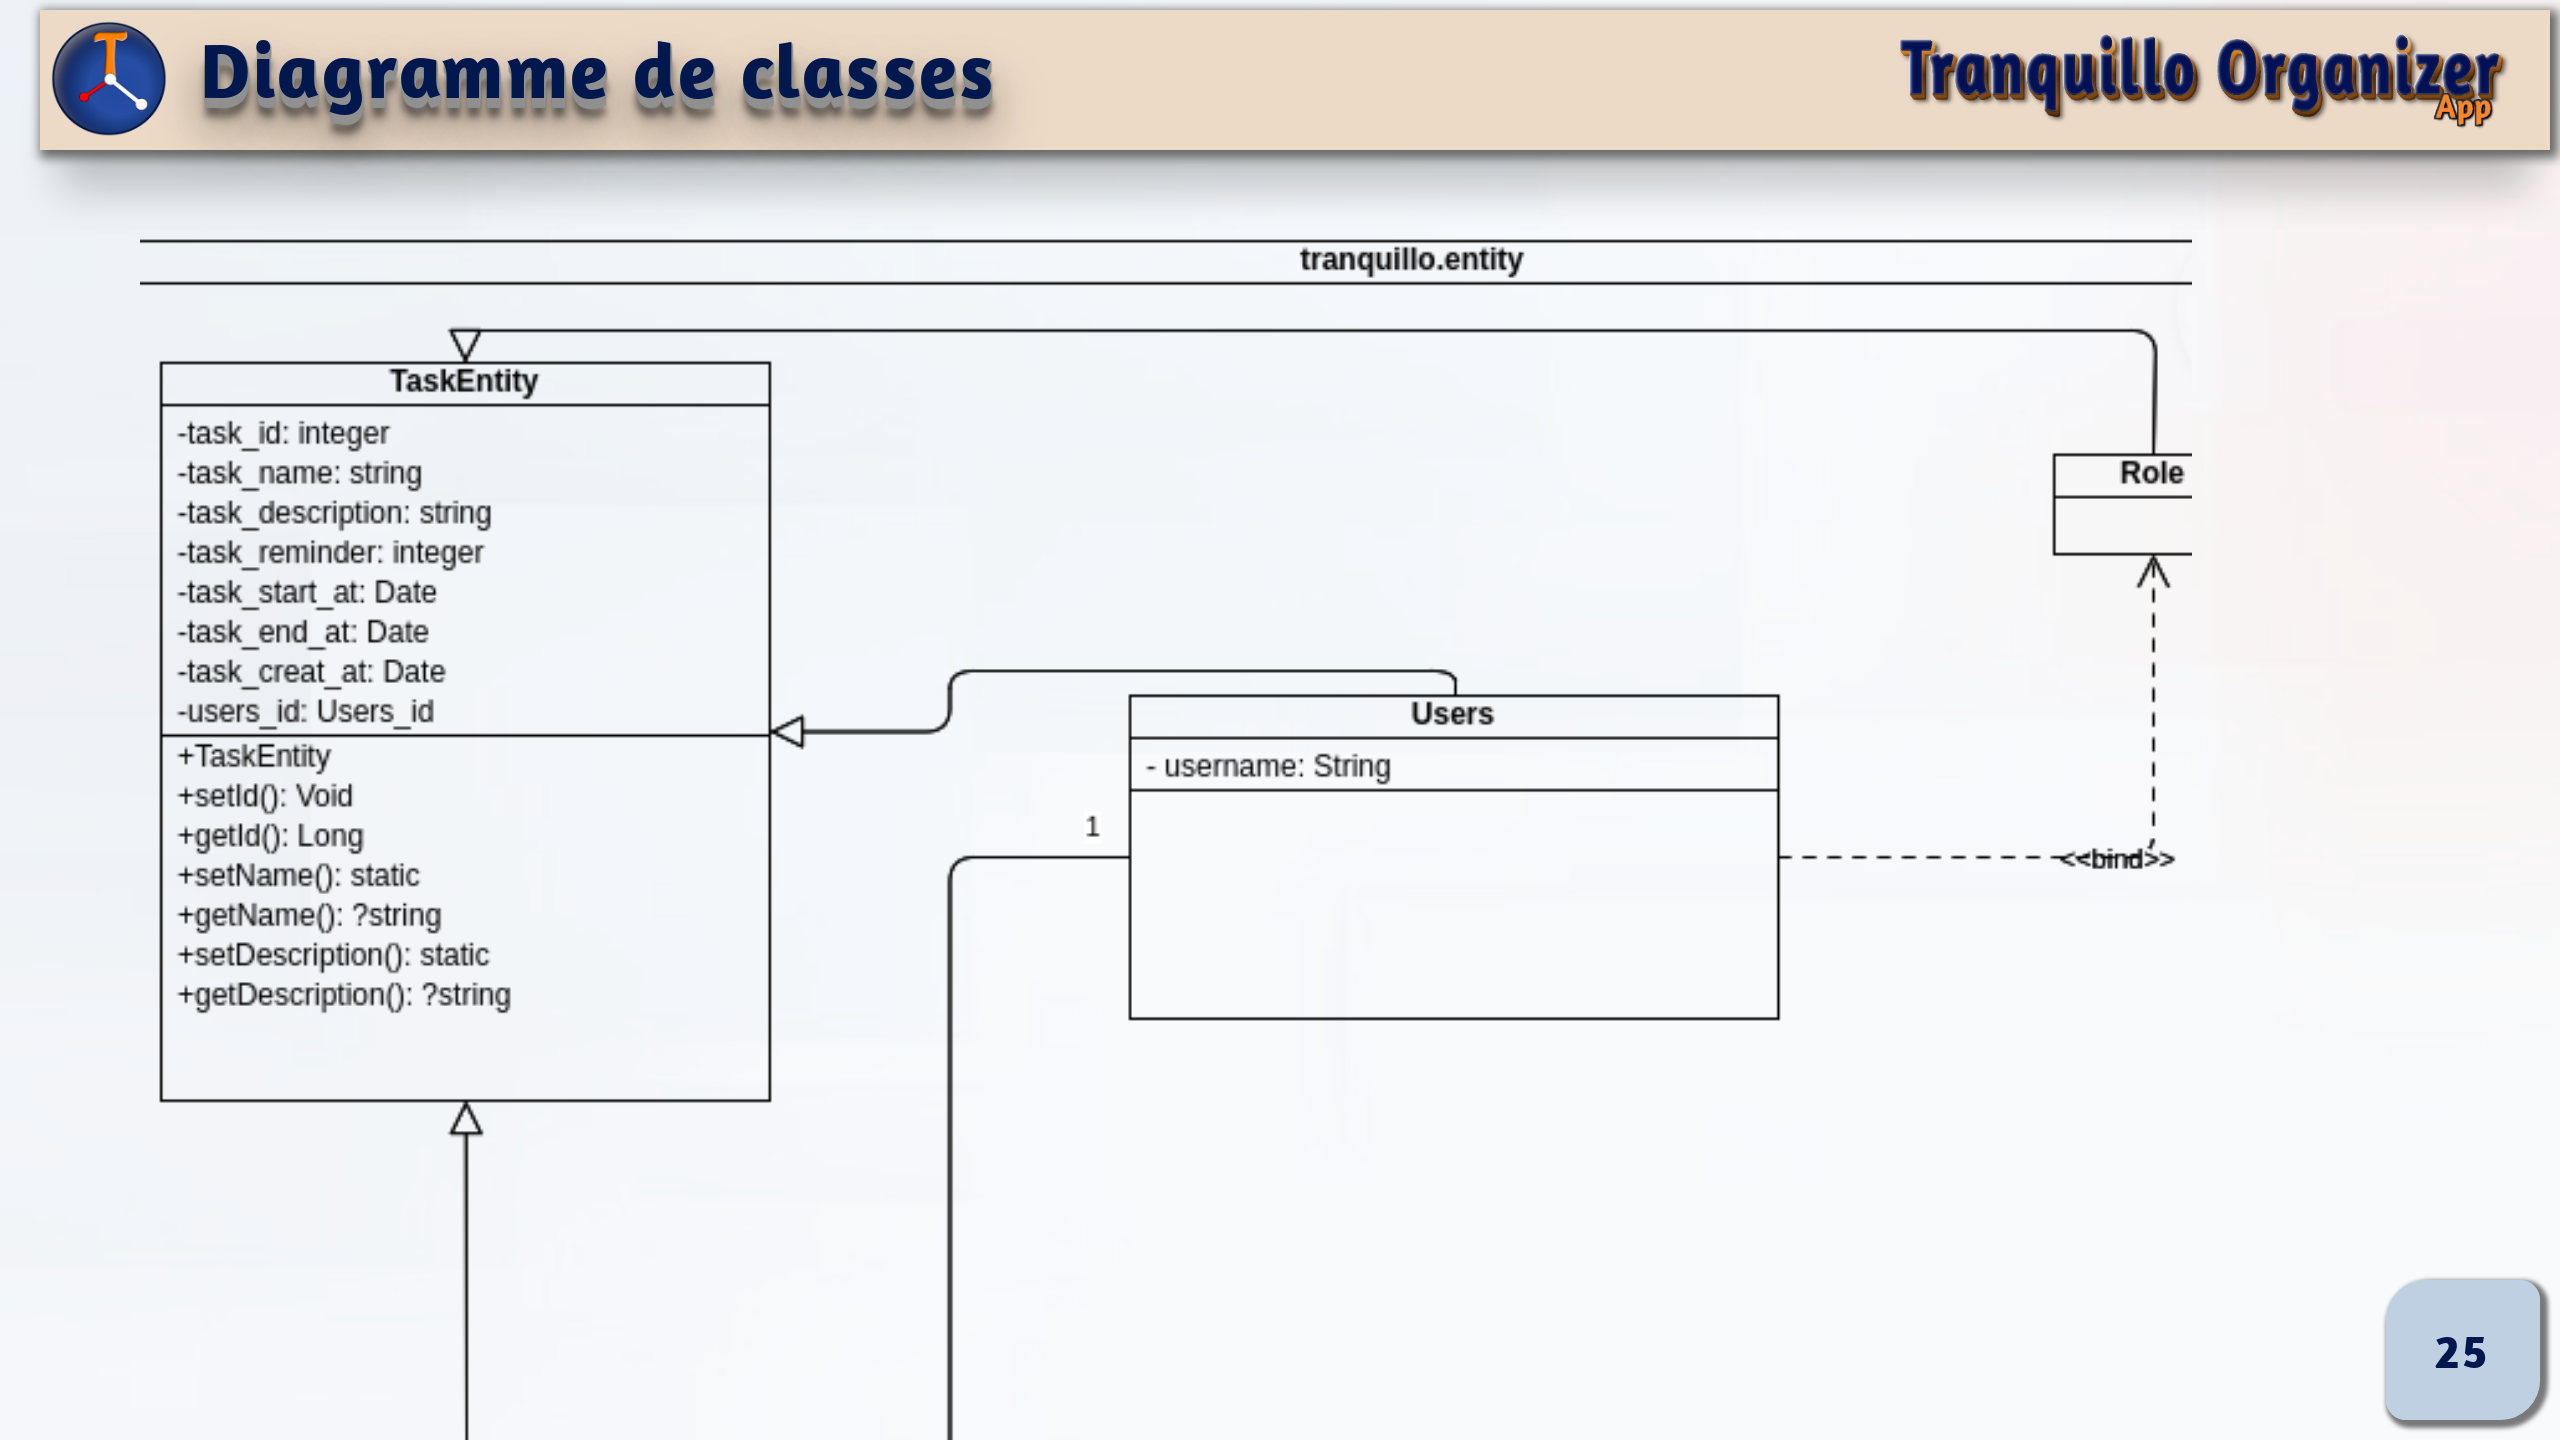 Diagramme de classes
Tranquillo Organizer
App
tranquillo.entity
TaskEntity
-task_id: integer
-task_name: string
-task_description: string
-task_reminder: integer
-task_start_at: Date
-task_end_at: Date
-task_creat_at: Date
-users_id: Users_id
+TaskEntity
+setId(): Void
+getId(): Long
+setName(): static
+getName(): ?string
+setDescription(): static
+getDescription(): ?string
Role
Users
- username: String
1
<<bind>>
25